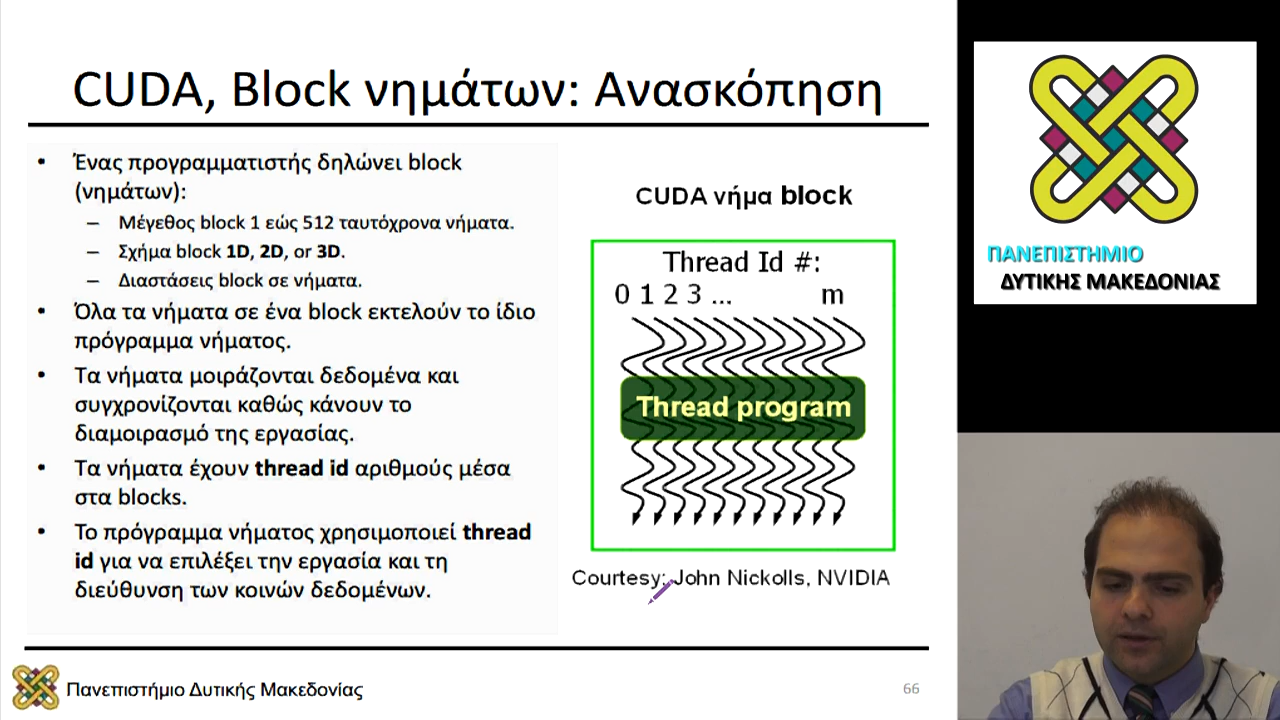 CUDA, Block νημάτων: Ανασκόπηση
• Ένας προγραμματιστής δηλώνει block
(νημάτων):
– Μέγεθος block 1 εώς 512 ταυτόχρονα νήματα.
– Σχήμα block 1D, 2D, or 3D.
– Διαστάσεις block σε νήματα.
• Όλα τα νήματα σε ένα block εκτελούν το ίδιο
πρόγραμμα νήματος.
• Τα νήματα μοιράζονται δεδομένα και
συγχρονίζονται καθώς κάνουν το
διαμοιρασμό της εργασίας.
• Τα νήματα έχουν thread id αριθμούς μέσα
στα blocks.
• Το πρόγραμμα νήματος χρησιμοποιεί thread
id για να επιλέξει την εργασία και τη
διεύθυνση των κοινών δεδομένων.
CUDA νήμα block
Thread Id #:
0 1 2 3 ... m
Thread program
Courtesy: John Nickolls, NVIDIA
Πανεπιστήμιο Δυτικής Μακεδονίας
66
ΠΑΝΕΠΙΣΤΗΜΙΟ
ΔΥΤΙΚΗΣ ΜΑΚΕΔΟΝΙΑΣ